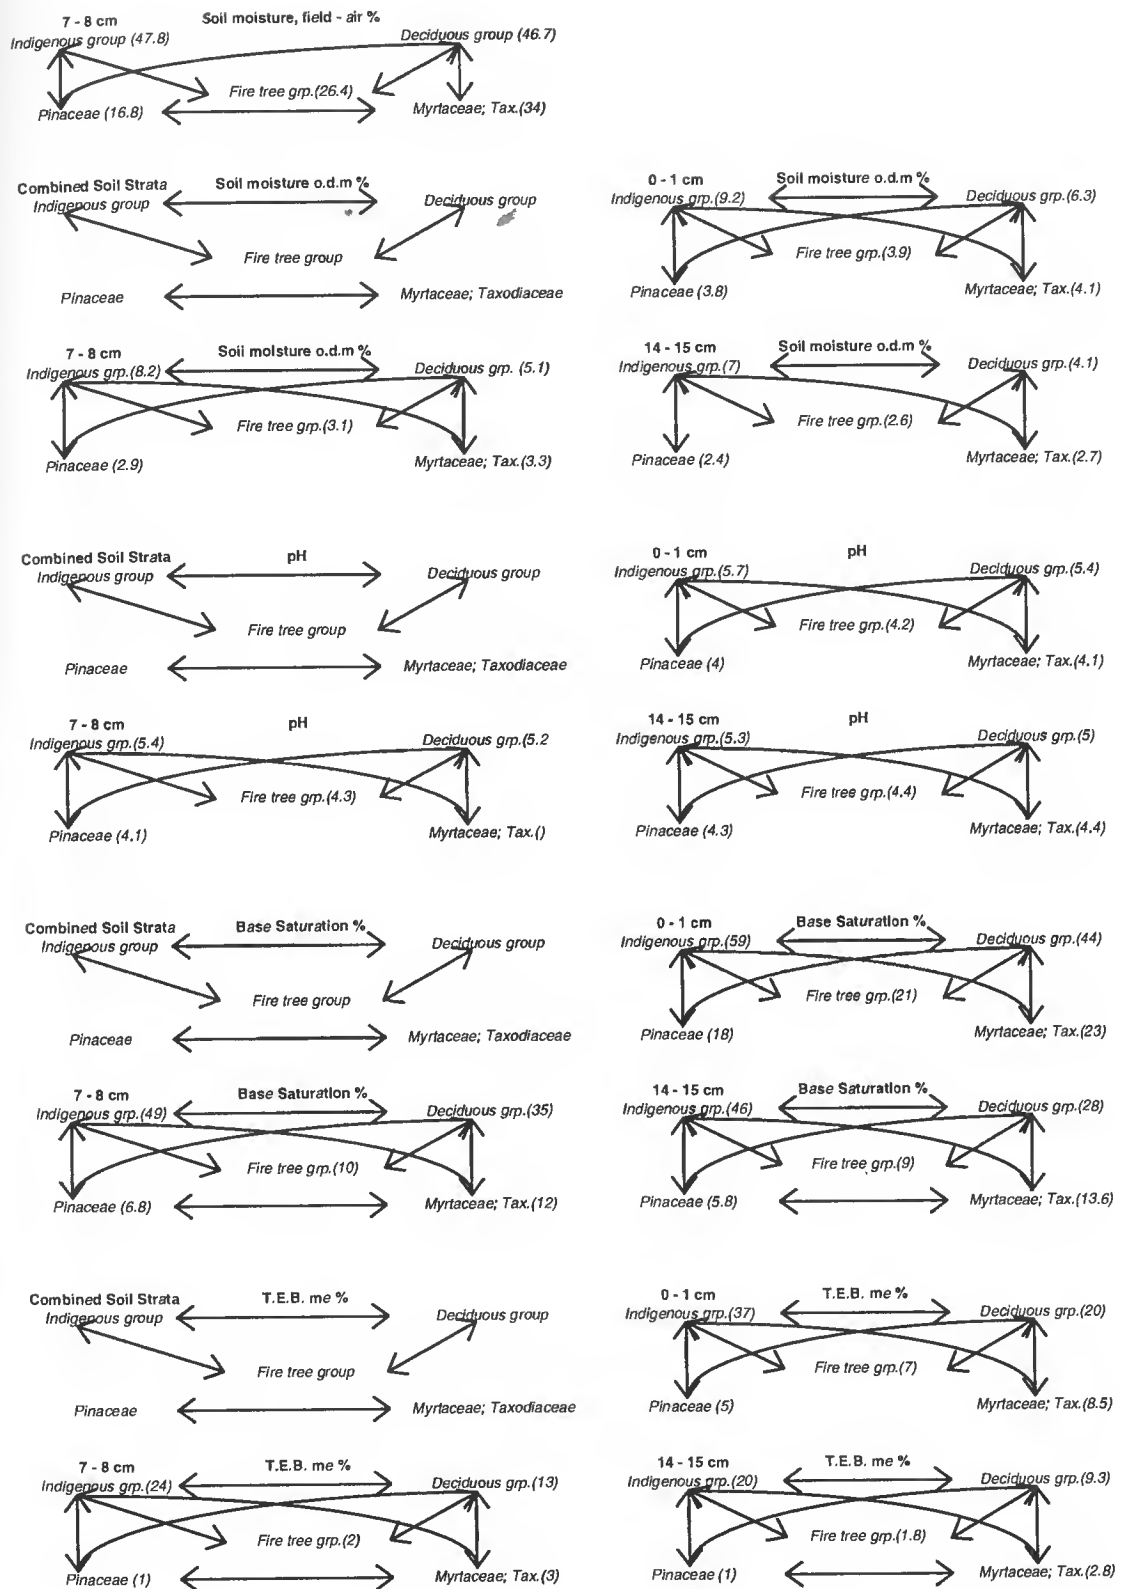 7 - 8 cm Soil moisture, field - air %
Indigenous group (47.8) Deciduous group (46.7)
Fire tree grp.(26.4)
Pinaceae (16.8) Myrtaceae; Tax.(34)
Combined Soil Strata Soil moisture o.d.m %
Indigenous group Deciduous group
Fire tree group
Pinaceae Myrtaceae; Taxodiaceae
0 - 1 cm Soil moisture o.d.m %
Indigenous grp.(9.2) Deciduous grp.(6.3)
Fire tree grp.(3.9)
Pinaceae (3.8) Myrtaceae; Tax.(4.1)
7 - 8 cm Soil moisture o.d.m %
Indigenous grp.(8.2) Deciduous grp. (5.1)
Fire tree grp.(3.1)
Pinaceae (2.9) Myrtaceae; Tax.(3.3)
14 - 15 cm Soil moisture o.d.m %
Indigenous grp.(7) Deciduous grp.(4.1)
Fire tree grp.(2.6)
Pinaceae (2.4) Myrtaceae; Tax.(2.7)
Combined Soil Strata pH
Indigenous group Deciduous group
Fire tree group
Pinaceae Myrtaceae; Taxodiaceae
0 - 1 cm pH
Indigenous grp.(5.7) Deciduous grp.(5.4)
Fire tree grp.(4.2)
Pinaceae (4) Myrtaceae; Tax.(4.1)
7 - 8 cm pH
Indigenous grp.(5.4) Deciduous grp.(5.2
Fire tree grp.(4.3)
Pinaceae (4.1) Myrtaceae; Tax.()
14 - 15 cm pH
Indigenous grp.(5.3) Deciduous grp.(5)
Fire tree grp.(4.4)
Pinaceae (4.3) Myrtaceae; Tax.(4.4)
Combined Soil Strata Base Saturation %
Indigenous group Deciduous group
Fire tree group
Pinaceae Myrtaceae; Taxodiaceae
0 - 1 cm Base Saturation %
Indigenous grp.(59) Deciduous grp.(44)
Fire tree grp.(21)
Pinaceae (18) Myrtaceae; Tax.(23)
7 - 8 cm Base Saturation %
Indigenous grp.(49) Deciduous grp.(35)
Fire tree grp.(10)
Pinaceae (6.8) Myrtaceae; Tax.(12)
14 - 15 cm Base Saturation %
Indigenous grp.(46) Deciduous grp.(28)
Fire tree grp.(9)
Pinaceae (5.8) Myrtaceae; Tax.(13.6)
Combined Soil Strata T.E.B. me %
Indigenous group Deciduous group
Fire tree group
Pinaceae Myrtaceae; Taxodiaceae
0 - 1 cm T.E.B. me %
Indigenous grp.(37) Deciduous grp.(20)
Fire tree grp.(7)
Pinaceae (5) Myrtaceae; Tax.(8.5)
7 - 8 cm T.E.B. me %
Indigenous grp.(24) Deciduous grp.(13)
Fire tree grp.(2)
Pinaceae (1) Myrtaceae; Tax.(3)
14 - 15 cm T.E.B. me %
Indigenous grp.(20) Deciduous grp.(9.3)
Fire tree grp.(1.8)
Pinaceae (1) Myrtaceae; Tax.(2.8)